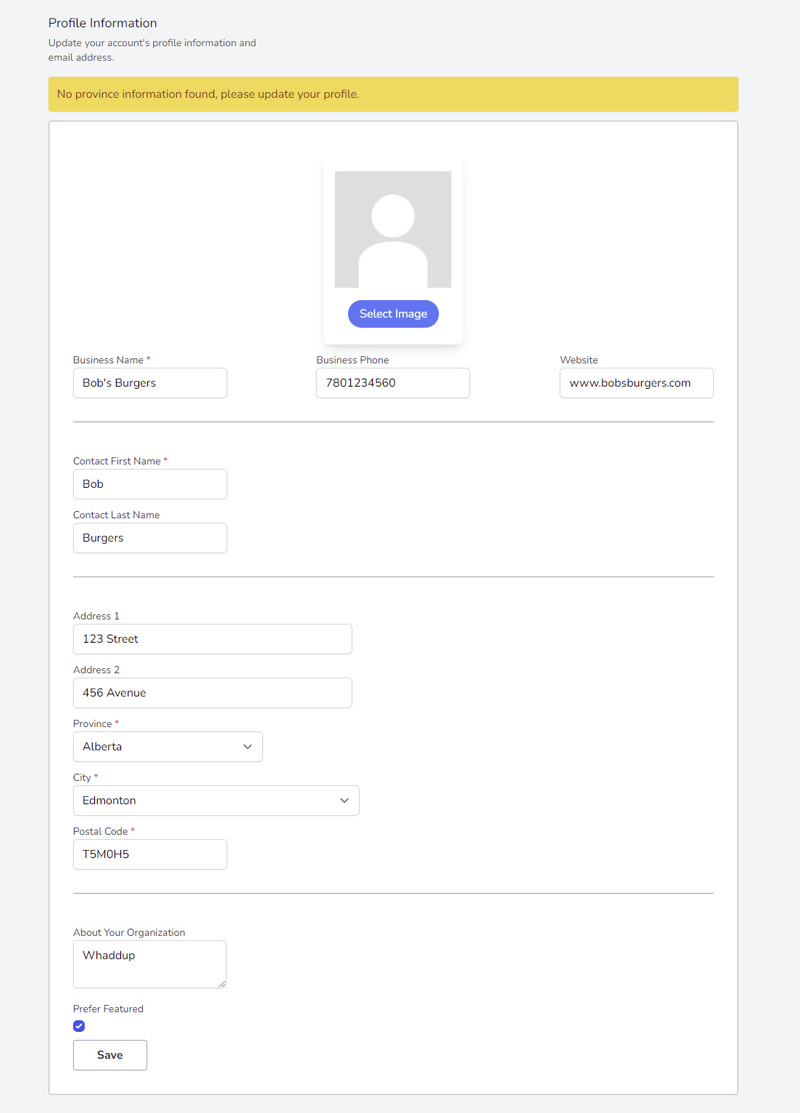 Profile Information
Update your account's profile information and
email address.
No province information found, please update your profile.
Select Image
Business Name *
Business Phone
Website
Bob's Burgers
7801234560
www.bobsburgers.com
Contact First Name *
Bob
Contact Last Name
Burgers
Address 1
123 Street
Address 2
456 Avenue
Province *
Alberta
City *
Edmonton
Postal Code *
T5M0H5
About Your Organization
Whaddup
Prefer Featured
Save